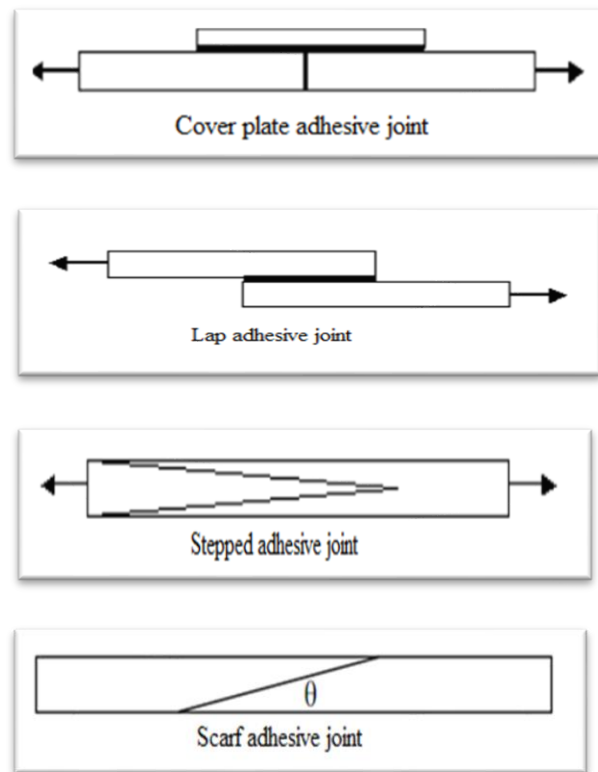 Cover plate adhesive joint
Lap adhesive joint
Stepped adhesive joint
θ
Scarf adhesive joint